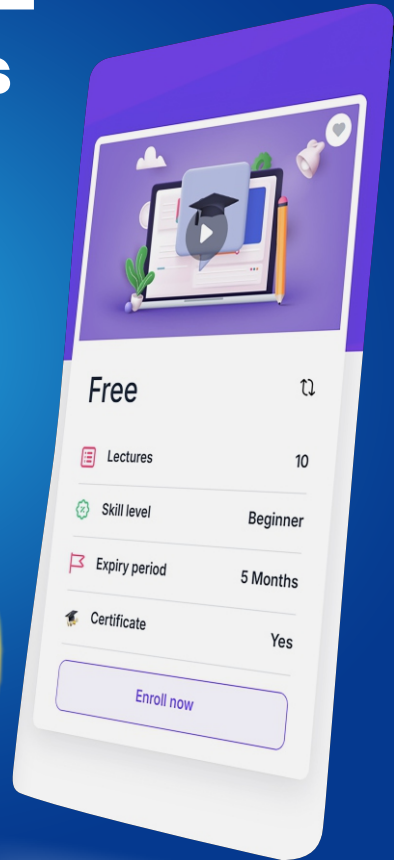 s
Free
Lectures 10
Skill level Beginner
Expiry period 5 Months
Certificate Yes
Enroll now